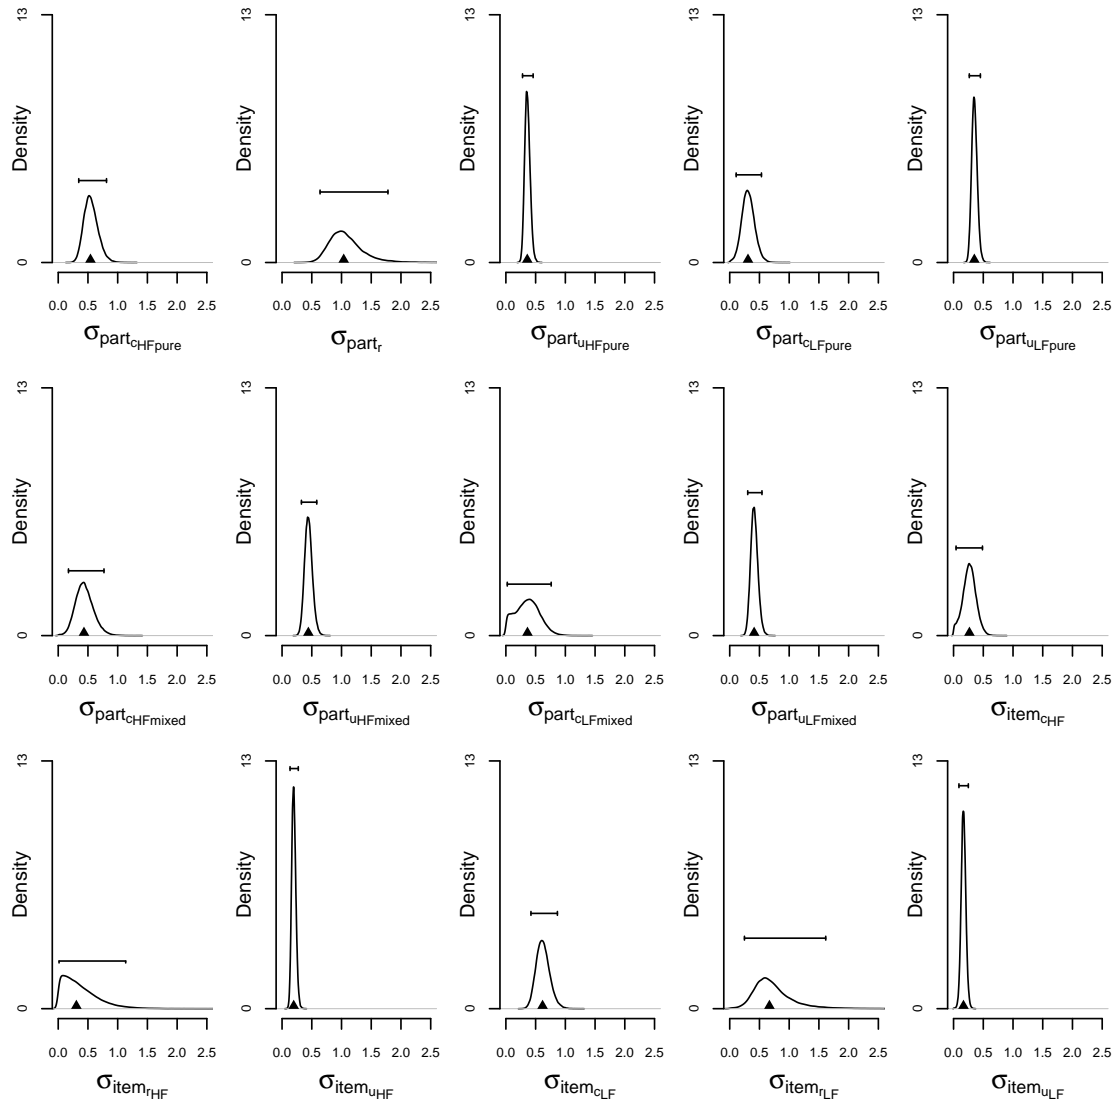 13 13 13 13 13
Density Density Density Density Density
0 0 0 0 0
0.0 0.5 1.0 1.5 2.0 2.5 0.0 0.5 1.0 1.5 2.0 2.5 0.0 0.5 1.0 1.5 2.0 2.5 0.0 0.5 1.0 1.5 2.0 2.5 0.0 0.5 1.0 1.5 2.0 2.5
σpartcHFpure σpartr σpartuHFpure σpartcLFpure σpartuLFpure
13 13 13 13 13
Density Density Density Density Density
0 0 0 0 0
0.0 0.5 1.0 1.5 2.0 2.5 0.0 0.5 1.0 1.5 2.0 2.5 0.0 0.5 1.0 1.5 2.0 2.5 0.0 0.5 1.0 1.5 2.0 2.5 0.0 0.5 1.0 1.5 2.0 2.5
σpartcHFmixed σpartuHFmixed σpartcLFmixed σpartuLFmixed σitemcHF
13 13 13 13 13
Density Density Density Density Density
0 0 0 0 0
0.0 0.5 1.0 1.5 2.0 2.5 0.0 0.5 1.0 1.5 2.0 2.5 0.0 0.5 1.0 1.5 2.0 2.5 0.0 0.5 1.0 1.5 2.0 2.5 0.0 0.5 1.0 1.5 2.0 2.5
σitemrHF σitemuHF σitemcLF σitemrLF σitemuLF